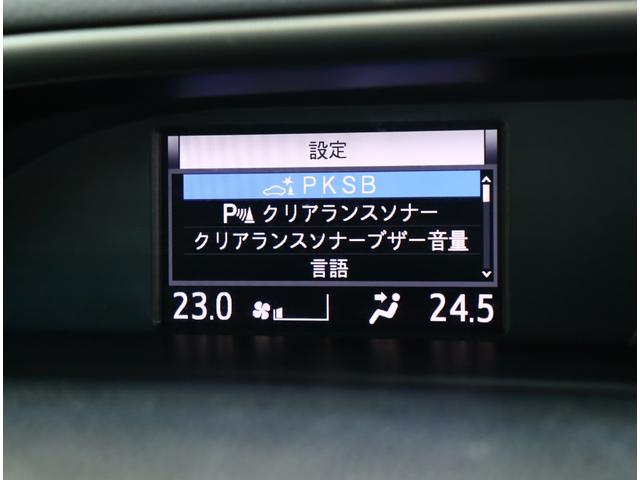 設定
PKSB
P クリアランスソナー
クリアランスソナーブザー音量
言語
23.0 24.5